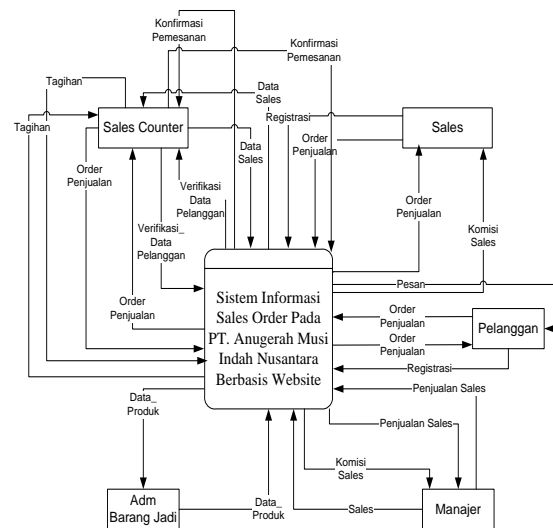 Konfirmasi
Pemesanan
Konfirmasi
Pemesanan
Tagihan
Data
Sales
Registrasi
Tagihan
Sales Counter
Sales
Order
Penjualan
Data
Sales
Order
Penjualan
Verifikasi
Data
Pelanggan
Verifikasi_
Data
Pelanggan
Order
Penjualan
Komisi
Sales
Order
Penjualan
Pesan
Sistem Informasi
Sales Order Pada
PT. Anugerah Musi
Indah Nusantara
Berbasis Website
Order
Penjualan
Pelanggan
Order
Penjualan
Registrasi
Penjualan Sales
Data_
Produk
Penjualan Sales
Komisi
Sales
Adm
Barang Jadi
Data_
Produk
Sales
Manajer